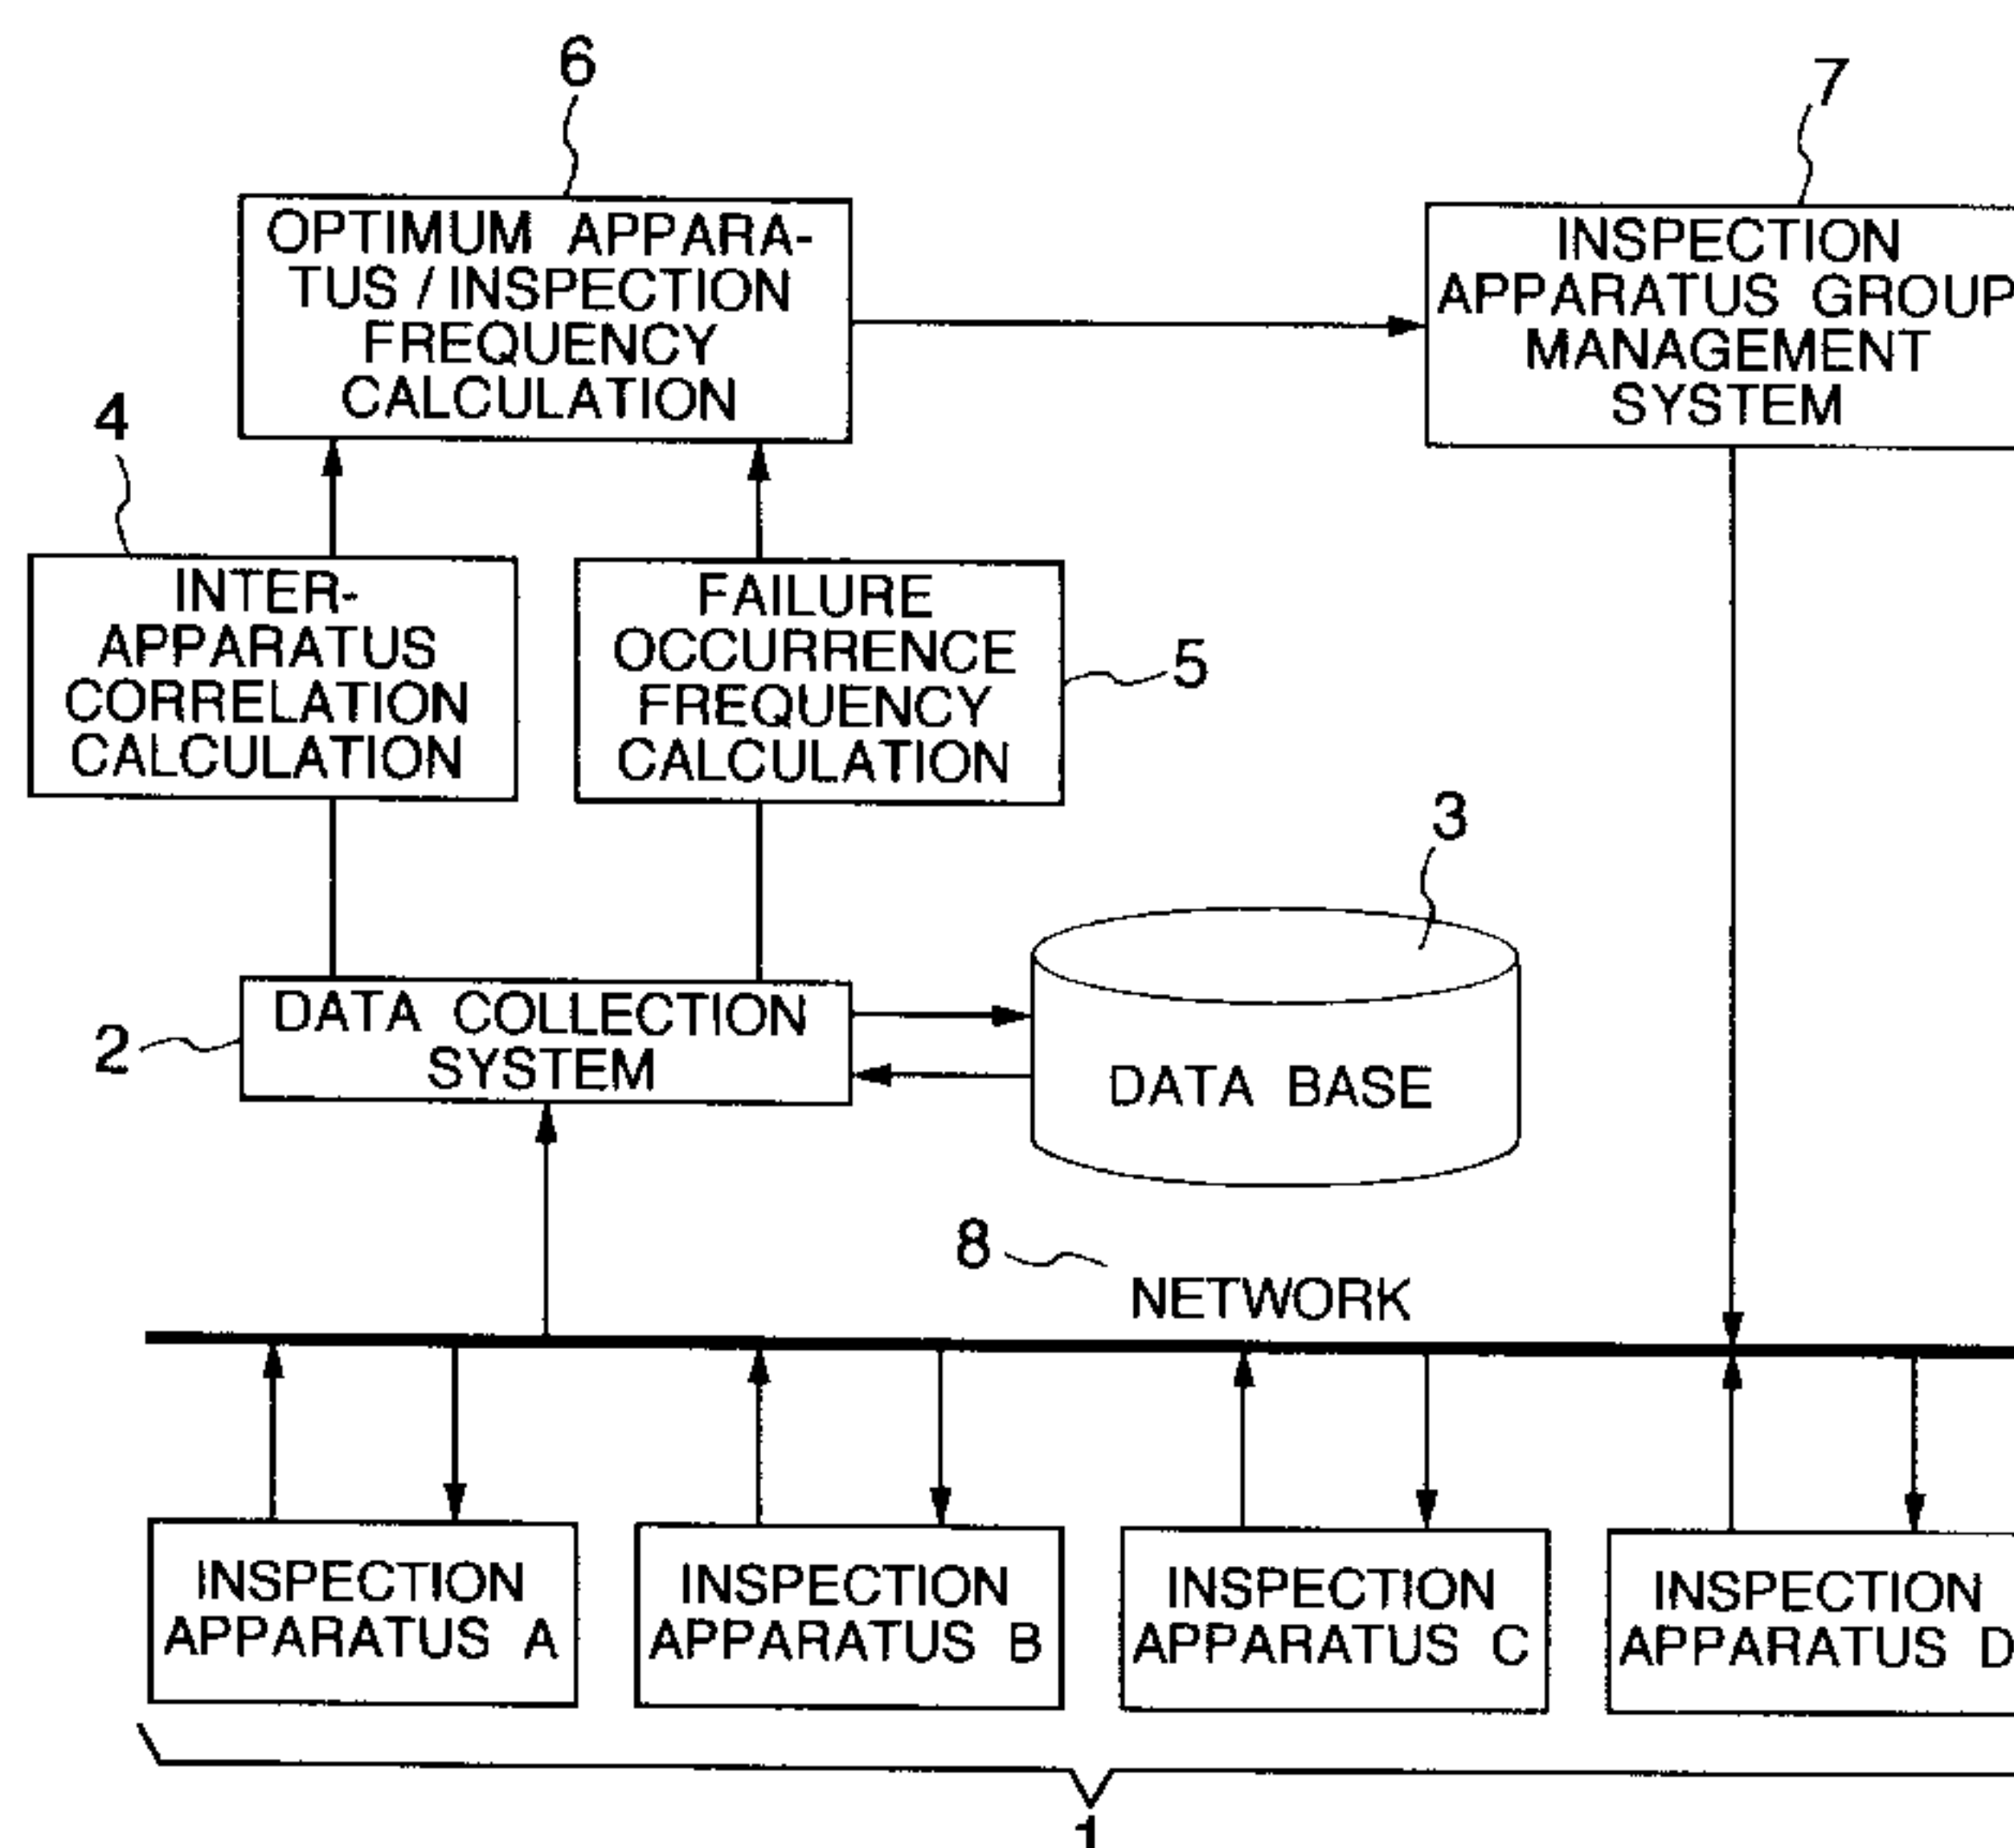 6
7
OPTIMUM APPARA-
TUS / INSPECTION
FREQUENCY
CALCULATION
INSPECTION
APPARATUS GROUP
MANAGEMENT
SYSTEM
4
INTER-
APPARATUS
CORRELATION
CALCULATION
FAILURE
OCCURRENCE
FREQUENCY
CALCULATION
5
3
2
DATA COLLECTION
SYSTEM
DATA BASE
8
NETWORK
INSPECTION
APPARATUS A
INSPECTION
APPARATUS B
INSPECTION
APPARATUS C
INSPECTION
APPARATUS D
1